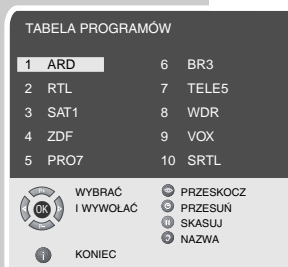 TABELA PROGRAMÓW
1 ARD
2 RTL
3 SAT1
4 ZDF
5 PRO7
6 BR3
7 TELE5
8 WDR
9 VOX
10 SRTL
P+
OK
P-
WYBRAĆ
I WYWOŁAĆ
PRZESKOCZ
PRZESUŃ
SKASUJ
NAZWA
i KONIEC